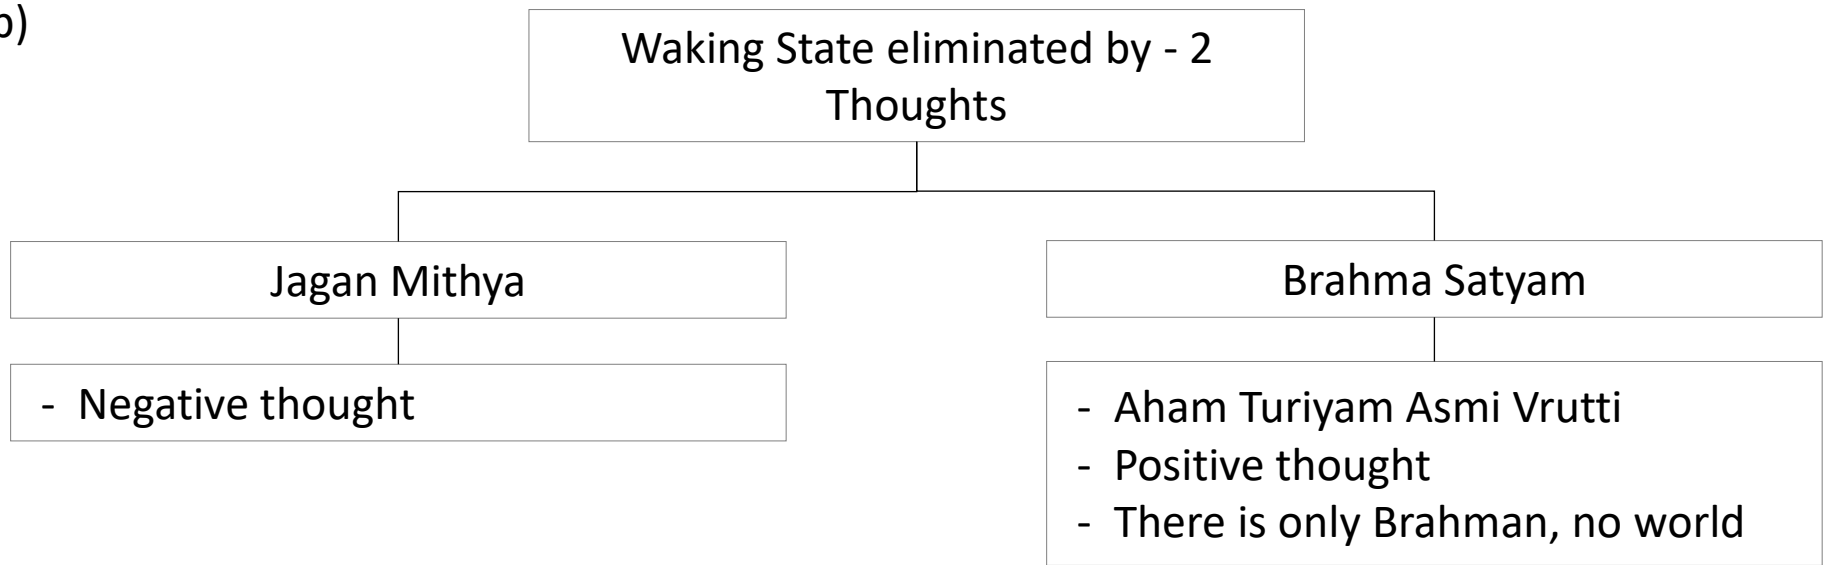 b)
Waking State eliminated by - 2
Thoughts
Jagan Mithya
Brahma Satyam
- Negative thought
- Aham Turiyam Asmi Vrutti
- Positive thought
- There is only Brahman, no world